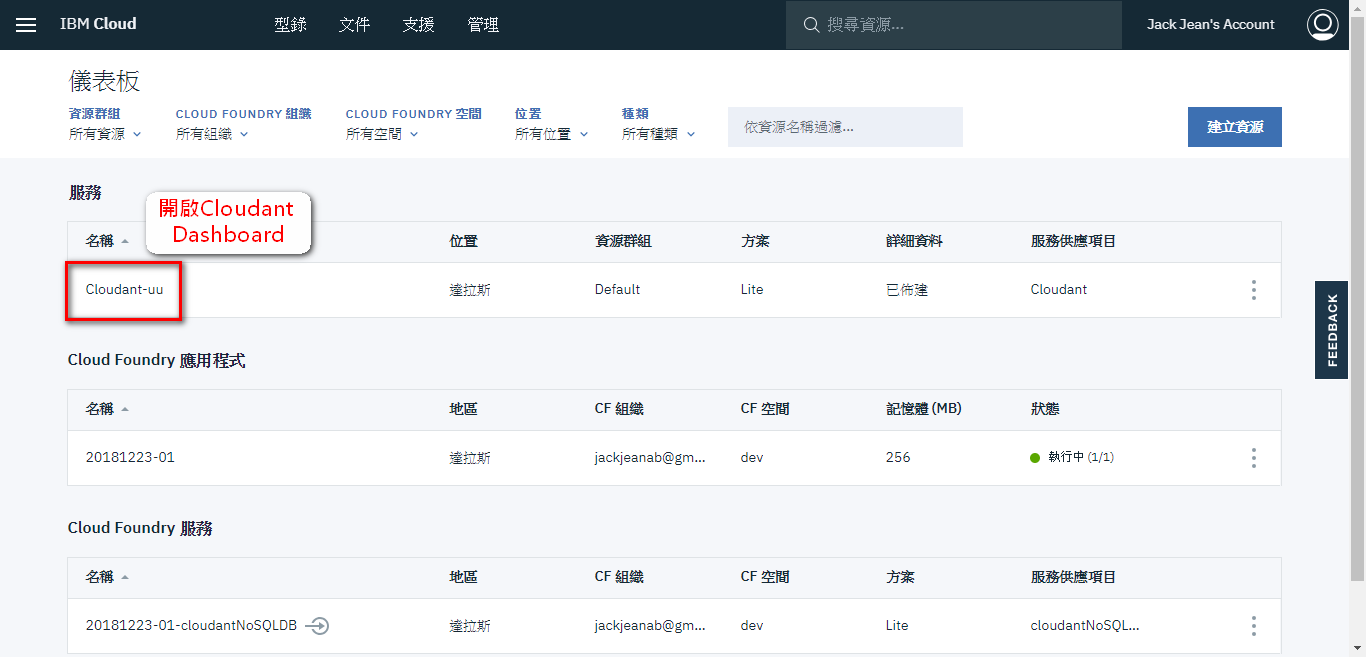 IBM Cloud 型錄 文件 支援 管理 搜尋資源... Jack Jean's Account
儀表板
資源群組 CLOUD FOUNDRY 組織 CLOUD FOUNDRY 空間 位置 種類
所有資源 所有組織 所有空間 所有位置 所有種類 依資源名稱過濾... 建立資源
服務
開啟Cloudant
Dashboard
名稱 位置 資源群組 方案 詳細資料 服務供應項目
Cloudant-uu 達拉斯 Default Lite 已佈建 Cloudant
FEEDBACK
Cloud Foundry 應用程式
名稱 地區 CF 組織 CF 空間 記憶體 (MB) 狀態
20181223-01 達拉斯 jackjeanab@gm... dev 256 執行中 (1/1)
Cloud Foundry 服務
名稱 地區 CF 組織 CF 空間 方案 服務供應項目
20181223-01-cloudantNoSQLDB 達拉斯 jackjeanab@gm... dev Lite cloudantNoSQL...